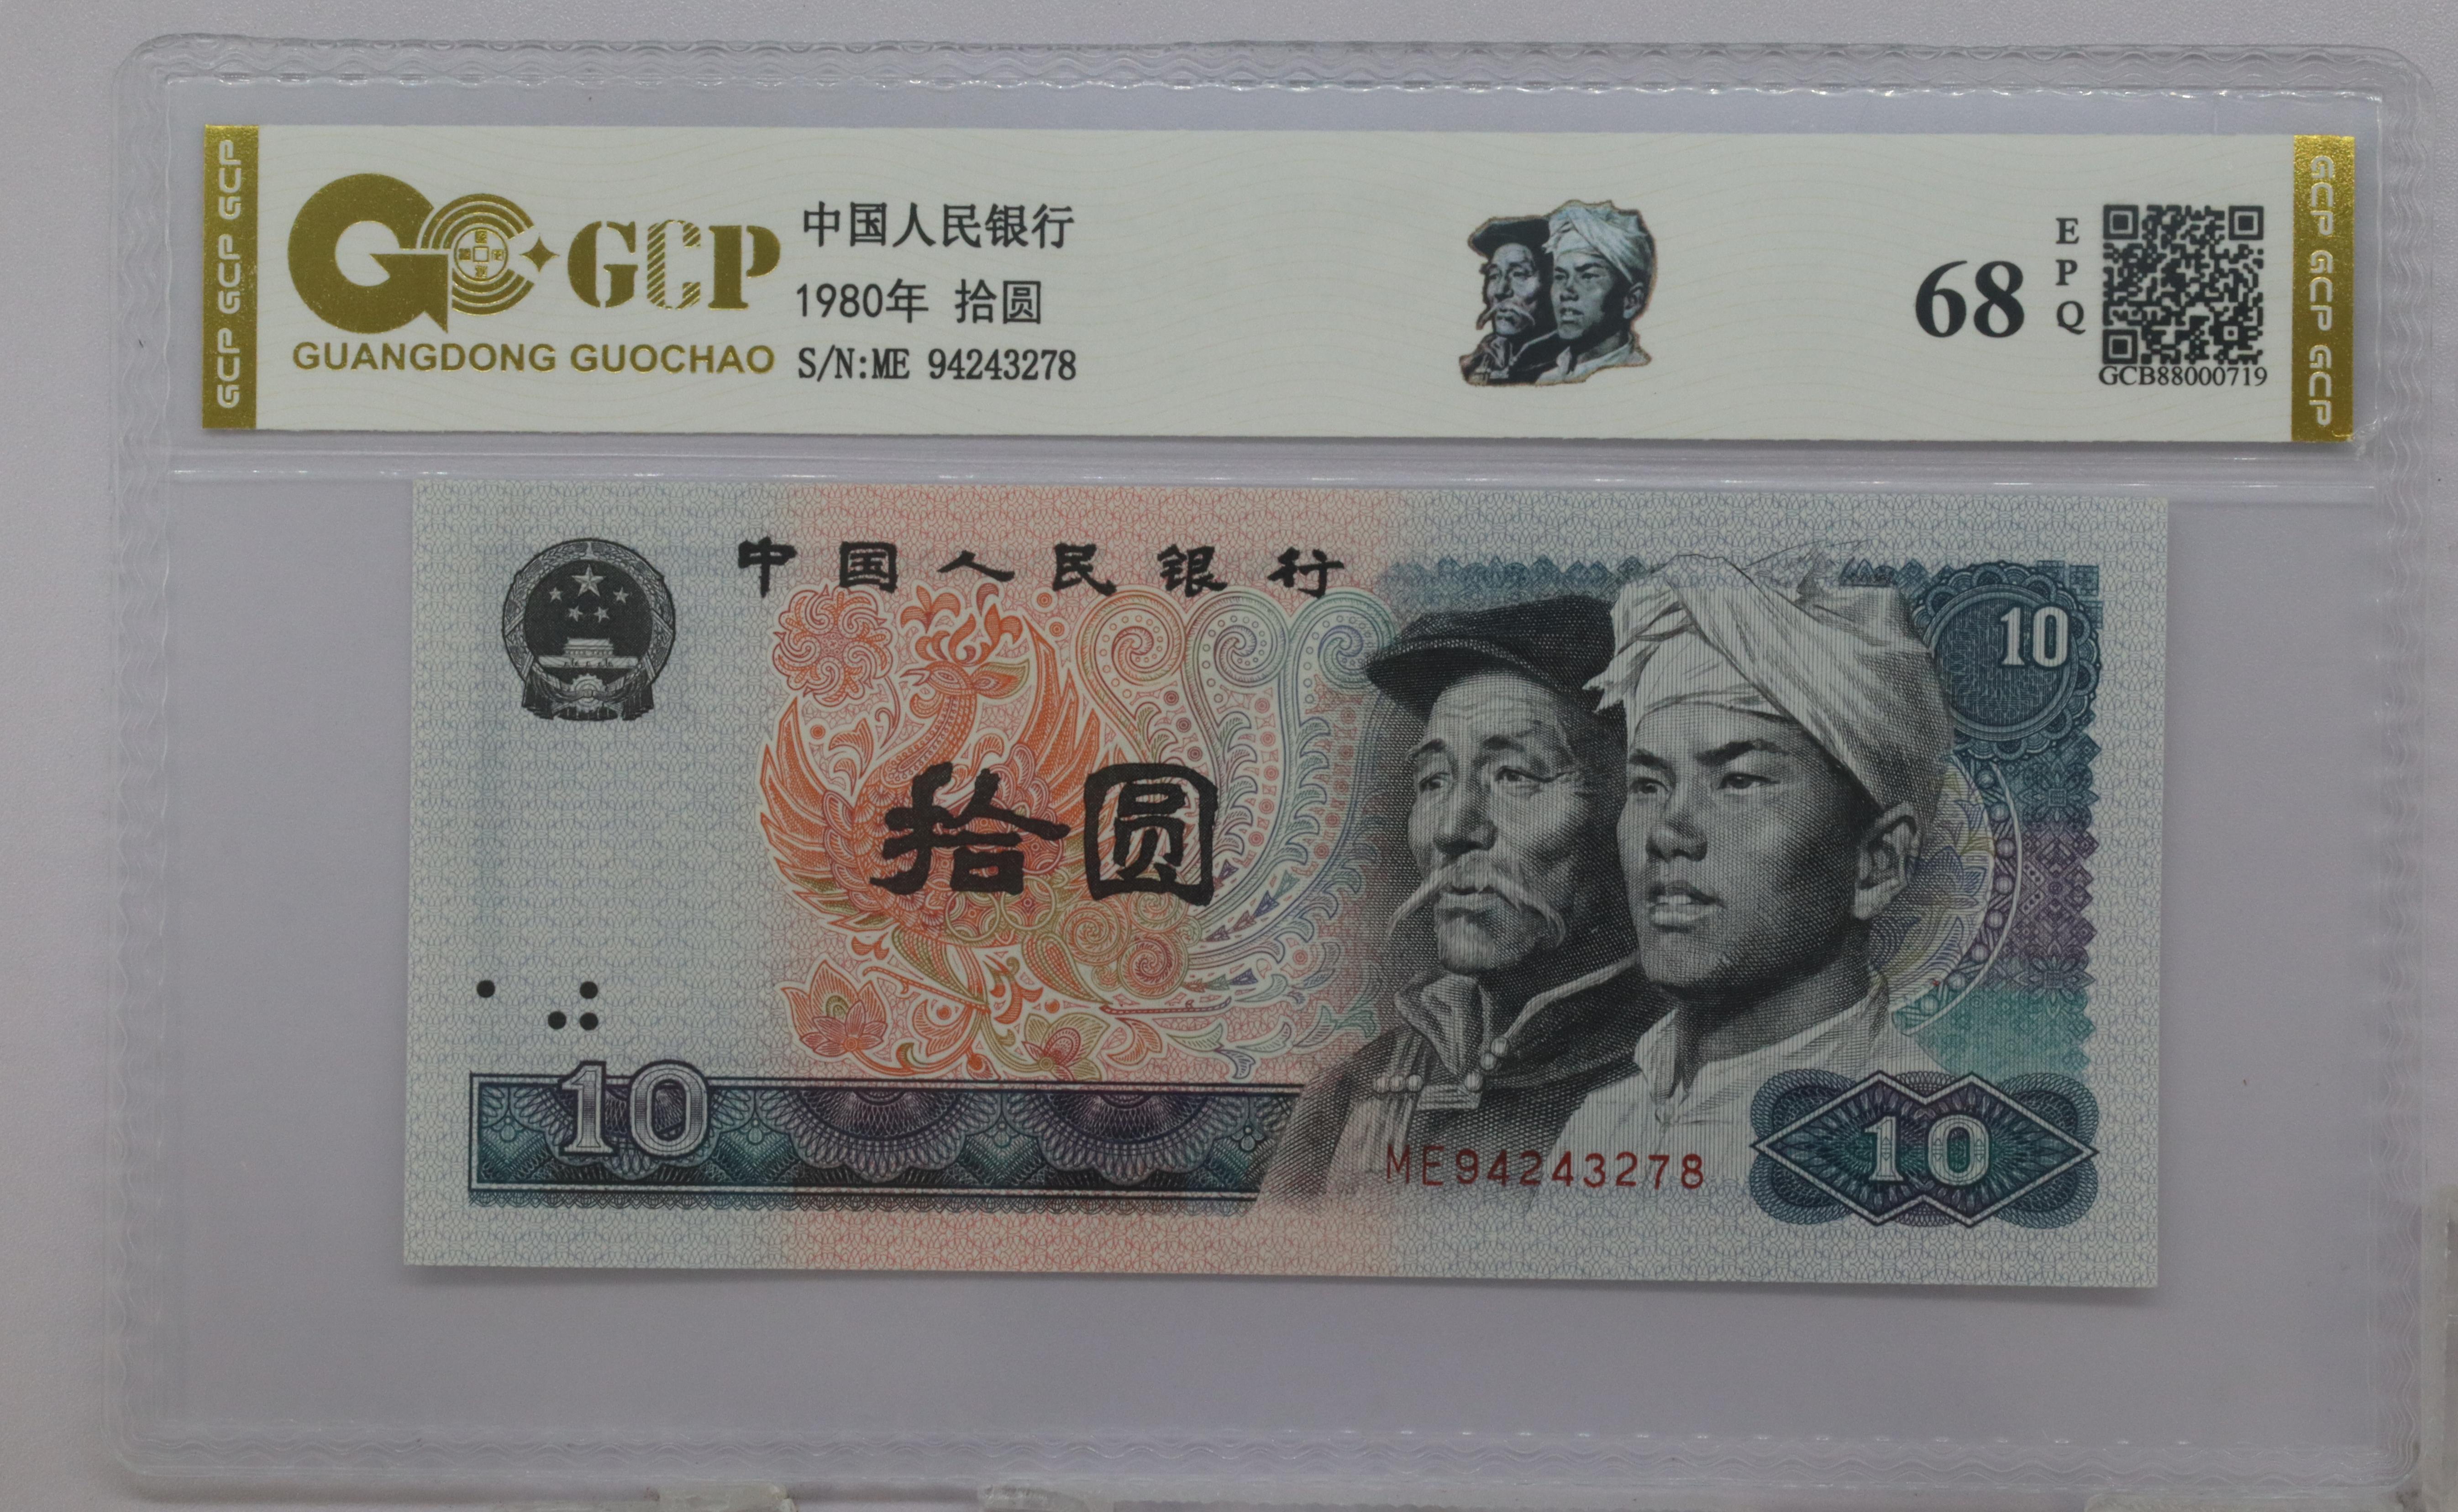 GCP GCP GCP
GCP
GUANGDONG GUOCHAO
中国人民银行
1980年 拾圆
S/N:ME 94243278
68
E
P
Q
GCB88000719
GCP GCP GCP
中国人民银行
10
拾圆
10
ME94243278
10